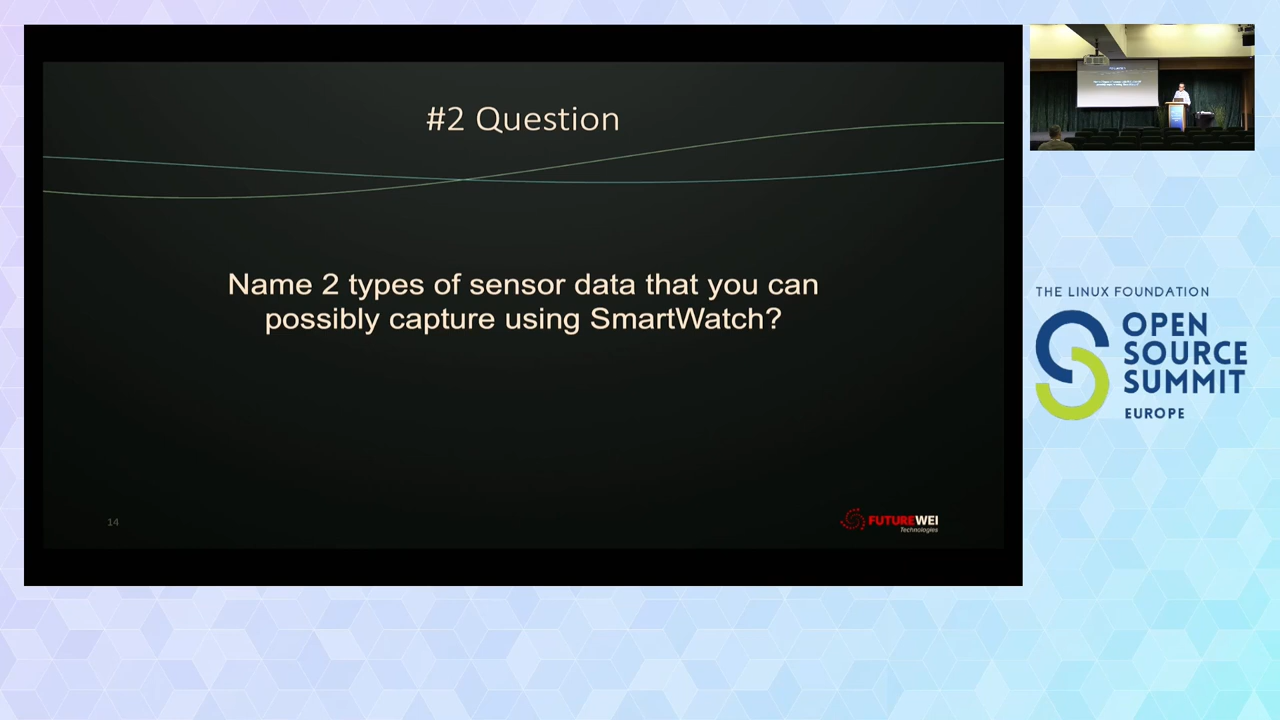 #2 Question
Name 2 types of sensor data that you can
possibly capture using SmartWatch?
14
FUTUREWEI
Technologies
THE LINUX FOUNDATION
OPEN
SOURCE
SUMMIT
EUROPE